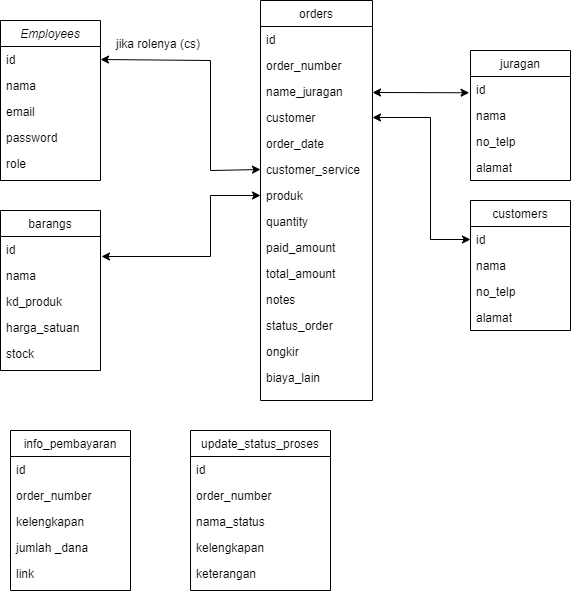 Employees
id
nama
email
password
role
jika rolenya (cs)
orders
id
order_number
name_juragan
customer
order_date
customer_service
produk
quantity
paid_amount
total_amount
notes
status_order
ongkir
biaya_lain
juragan
id
nama
no_telp
alamat
customers
id
nama
no_telp
alamat
barangs
id
nama
kd_produk
harga_satuan
stock
info_pembayaran
id
order_number
kelengkapan
jumlah _dana
link
update_status_proses
id
order_number
nama_status
kelengkapan
keterangan